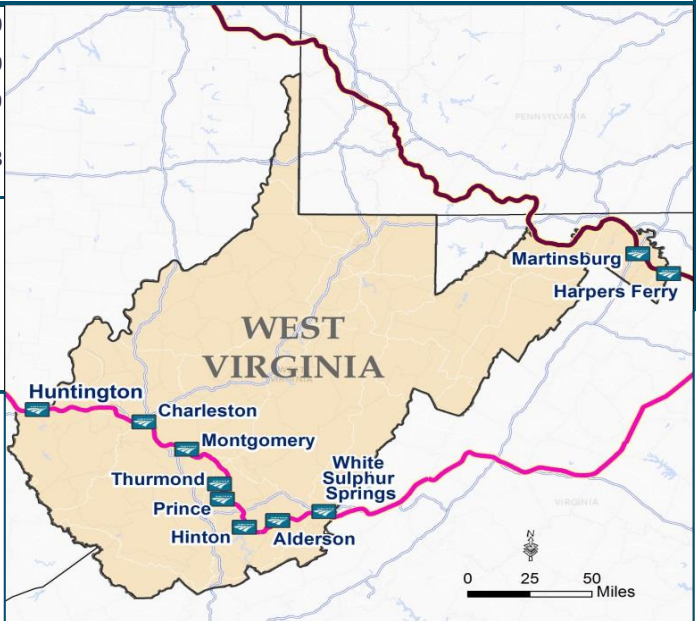 PENNSYLVANIA
Martinsburg
Harpers Ferry
WEST
VIRGINIA
Huntington
Charleston
Montgomery
White
Sulphur
Springs
Thurmond
Prince
Hinton
Alderson
VIRGINIA
N
0 25 50
Miles